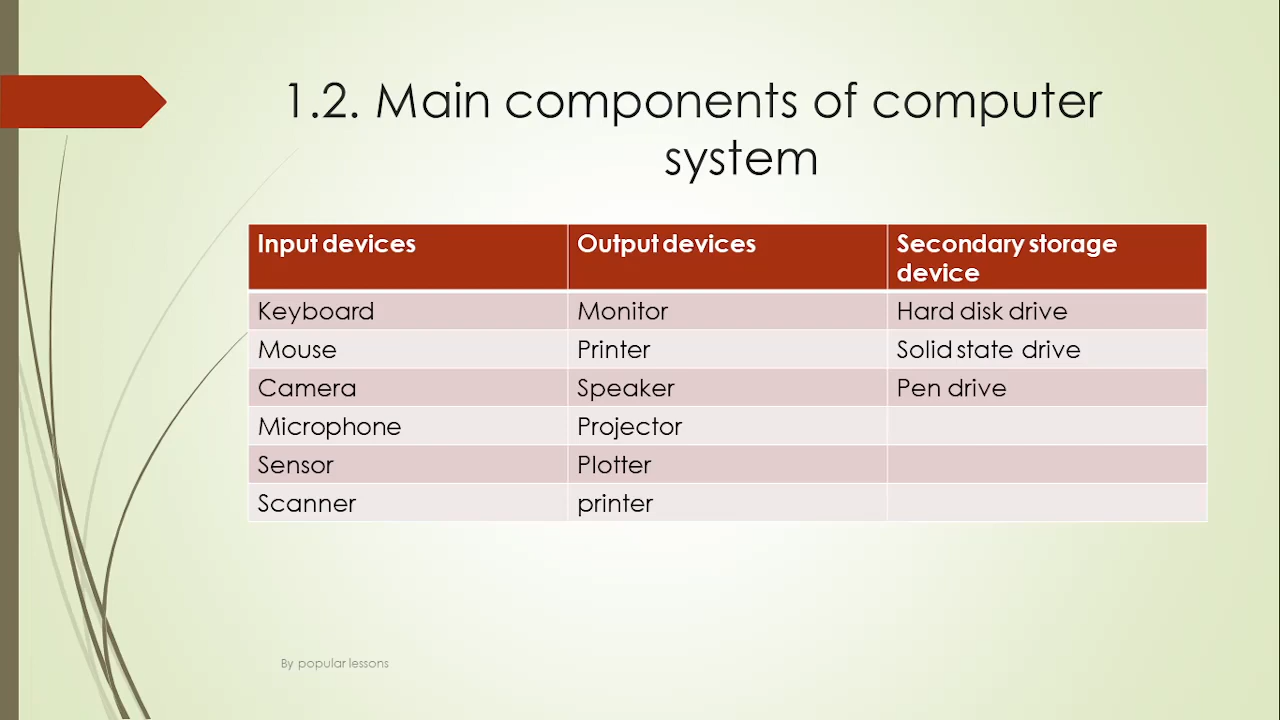 1.2. Main components of computer
system
Input devices Output devices Secondary storage
device
Keyboard Monitor Hard disk drive
Mouse Printer Solid state drive
Camera Speaker Pen drive
Microphone Projector
Sensor Plotter
Scanner printer
By popular lessons